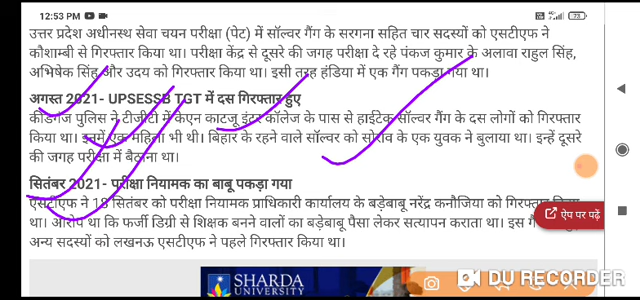 12:53 PM
73
उत्तर प्रदेश अधीनस्थ सेवा चयन परीक्षा (पेट) में सॉल्वर गैंग के सरगना सहित चार सदस्यों को एसटीएफ ने
कौशाम्बी से गिरफ्तार किया था। परीक्षा केंद्र से दूसरे की जगह परीक्षा दे रहे पंकज कुमार के अलावा राहुल सिंह,
अभिषेक सिंह और उदय को गिरफ्तार किया था। इसी तरह हंडिया में एक गैंग पकड़ा गया था।
अगस्त 2021- UPSESSB TGT में दस गिरफ्तार हुए
कीडगंज पुलिस ने टीजीटी में केएन काटजू इंटर कॉलेज के पास से हाईटेक सॉल्वर गैंग के दस लोगों को गिरफ्तार
किया था। इनमें एक महिला भी थी। बिहार के रहने वाले सॉल्वर को सोरांव के एक युवक ने बुलाया था। इन्हें दूसरे
की जगह परीक्षा में बैठाना था।
सितंबर 2021- परीक्षा नियामक का बाबू पकड़ा गया
एसटीएफ ने 18 सितंबर को परीक्षा नियामक प्राधिकारी कार्यालय के बड़ेबाबू नरेंद्र कनौजिया को गिरफ्तार किया
था। आरोप था कि फर्जी डिग्री से शिक्षक बनने वालों का बड़ेबाबू पैसा लेकर सत्यापन कराता था। इस
अन्य सदस्यों को लखनऊ एसटीएफ ने पहले गिरफ्तार किया था।
ऐप पर पढ़ें
SHARDA
UNIVERSITY
DU RECORDER